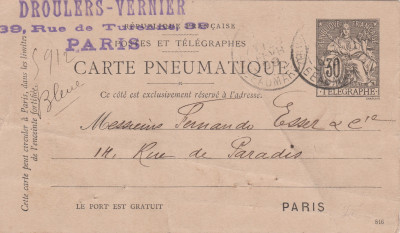 DROULERS-VERNIER
39, Rue de Turenne, 39
PARIS
RÉPUBLIQUE FRANÇAISE
POSTES ET TÉLÉGRAPHES
CARTE PNEUMATIQUE
Ce côté est exclusivement réservé à l'adresse.
30
TÉLÉGRAPHE
Cette carte peut circuler à Paris, dans les limites
de l'enceinte fortifiée.
Messieurs Fernando Esser & Cie
14, Rue de Paradis
LE PORT EST GRATUIT
PARIS